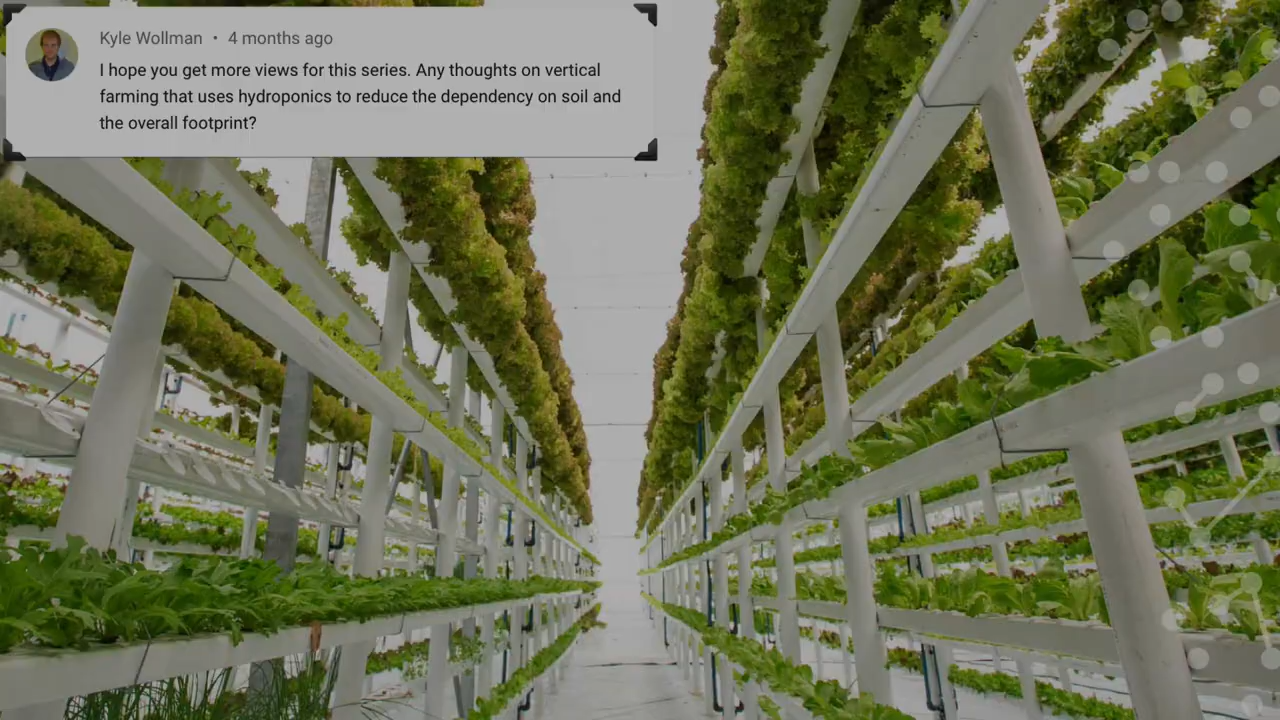 Kyle Wollman • 4 months ago
I hope you get more views for this series. Any thoughts on vertical
farming that uses hydroponics to reduce the dependency on soil and
the overall footprint?